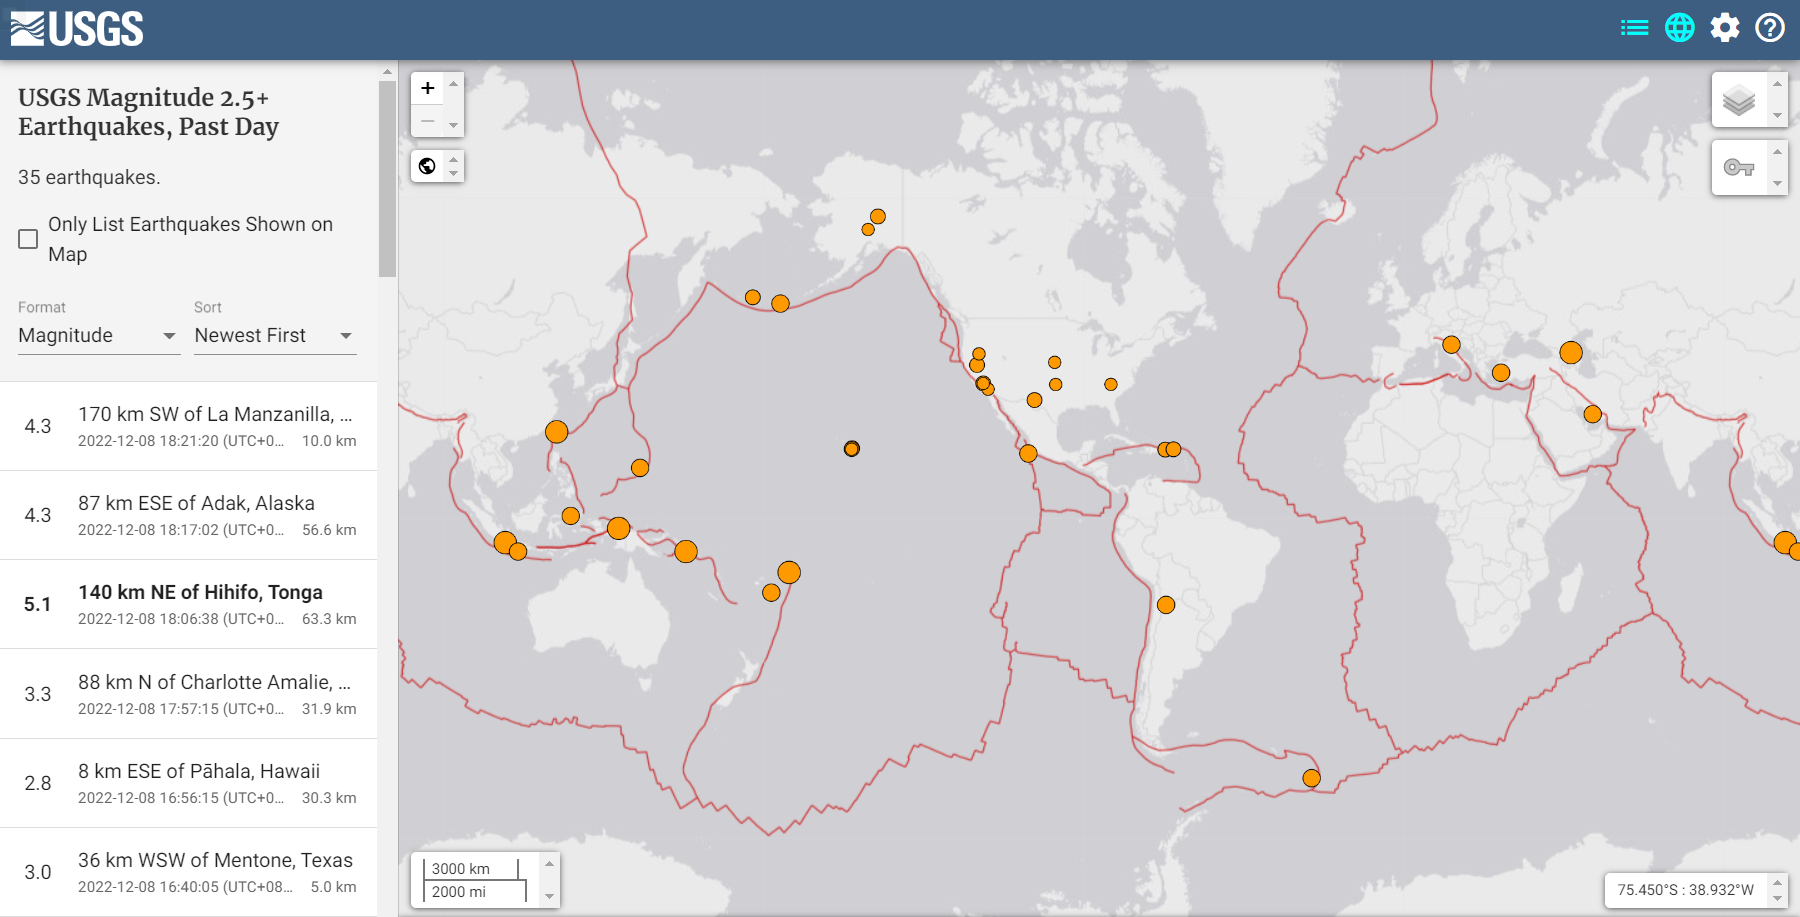 USGS
USGS Magnitude 2.5+
Earthquakes, Past Day
35 earthquakes.
Only List Earthquakes Shown on
Map
Format
Sort
Magnitude
Newest First
4.3
170 km SW of La Manzanilla, ...
2022-12-08 18:21:20 (UTC+0...
10.0 km
4.3
87 km ESE of Adak, Alaska
2022-12-08 18:17:02 (UTC+0...
56.6 km
5.1
140 km NE of Hihifo, Tonga
2022-12-08 18:06:38 (UTC+0...
63.3 km
3.3
88 km N of Charlotte Amalie, ...
2022-12-08 17:57:15 (UTC+0...
31.9 km
2.8
8 km ESE of Pāhala, Hawaii
2022-12-08 16:56:15 (UTC+0...
30.3 km
3.0
36 km WSW of Mentone, Texas
2022-12-08 16:40:05 (UTC+08...
5.0 km
+
−
3000 km
2000 mi
75.450°S : 38.932°W